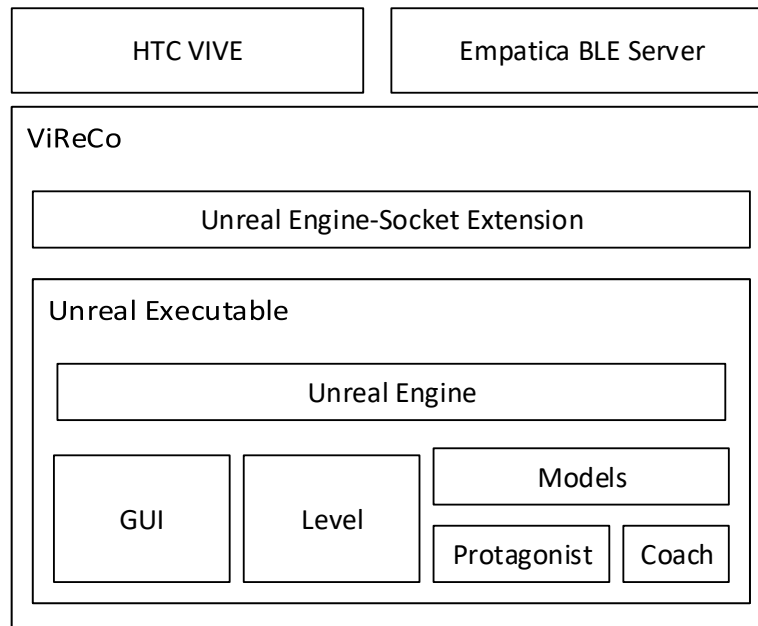 HTC VIVE
Empatica BLE Server
ViReCo
Unreal Engine-Socket Extension
Unreal Executable
Unreal Engine
GUI
Level
Models
Protagonist
Coach